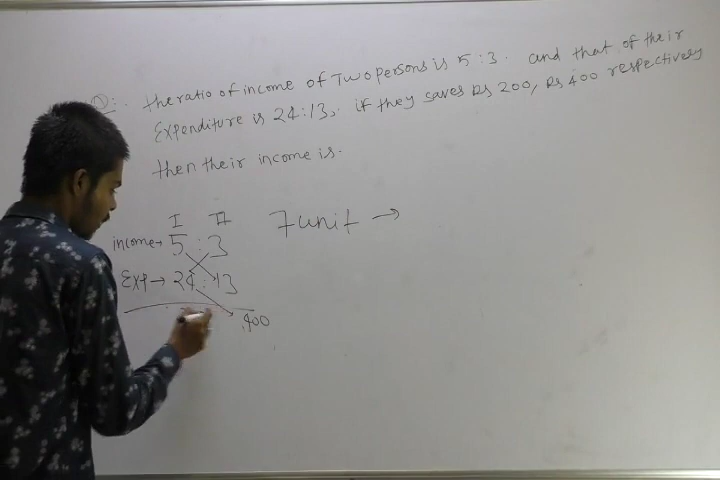 Q:. the ratio of income of Two persons is 5:3. and that of their
Expenditure is 24:13,. if they saves Rs 200, Rs 400 respectively
then their income is.
I II
income→ 5 : 3
7 unit →
Exp → 24 : 13
400